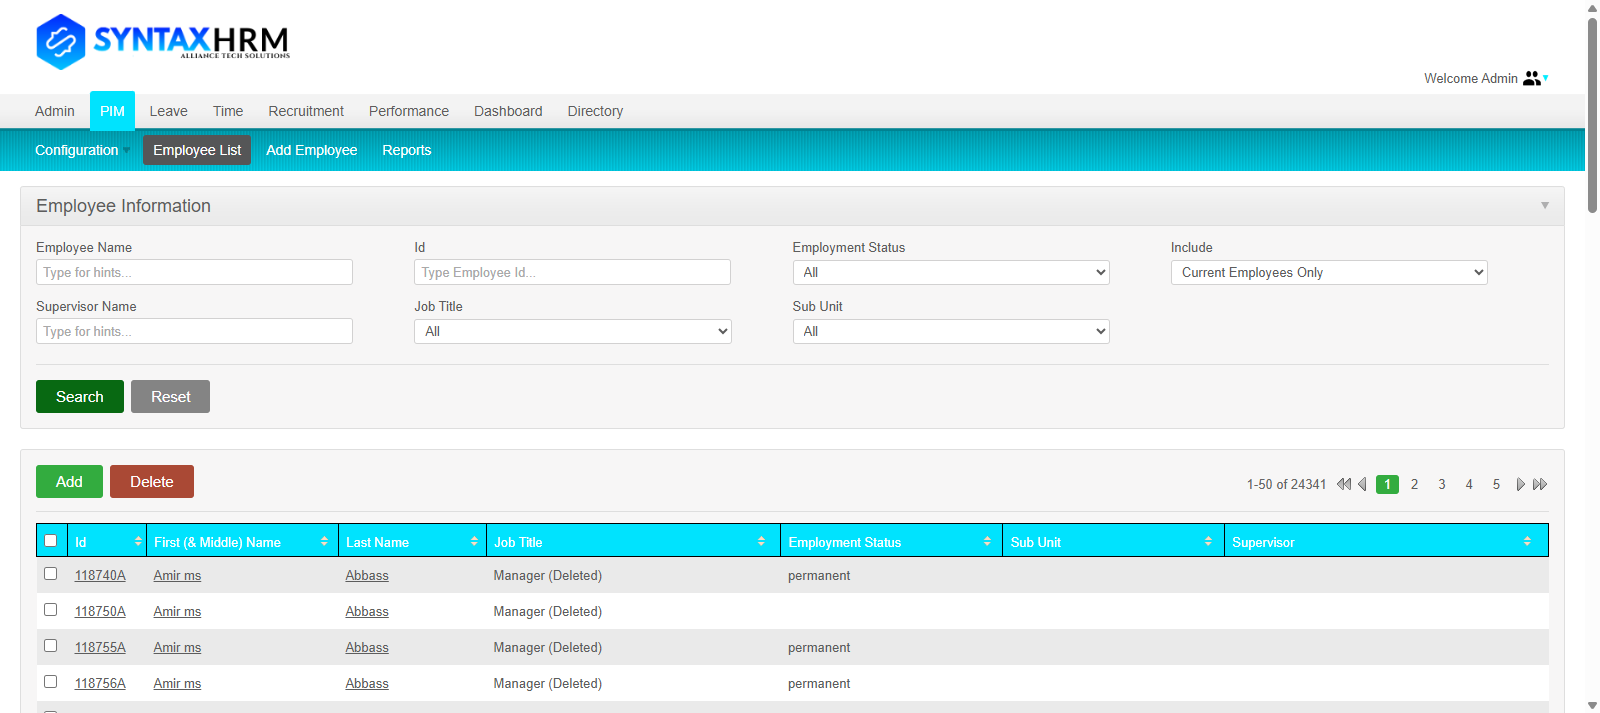 SYNTAXHRM
ALLIANCE TECH SOLUTIONS
Welcome Admin
Admin PIM Leave Time Recruitment Performance Dashboard Directory
Configuration Employee List Add Employee Reports
Employee Information
Employee Name Id Employment Status Include
Type for hints... Type Employee Id... All Current Employees Only
Supervisor Name Job Title Sub Unit
Type for hints... All All
Search Reset
Add Delete 1-50 of 24341 1 2 3 4 5
Id First (& Middle) Name Last Name Job Title Employment Status Sub Unit Supervisor
118740A Amir ms Abbass Manager (Deleted) permanent
118750A Amir ms Abbass Manager (Deleted)
118755A Amir ms Abbass Manager (Deleted) permanent
118756A Amir ms Abbass Manager (Deleted) permanent